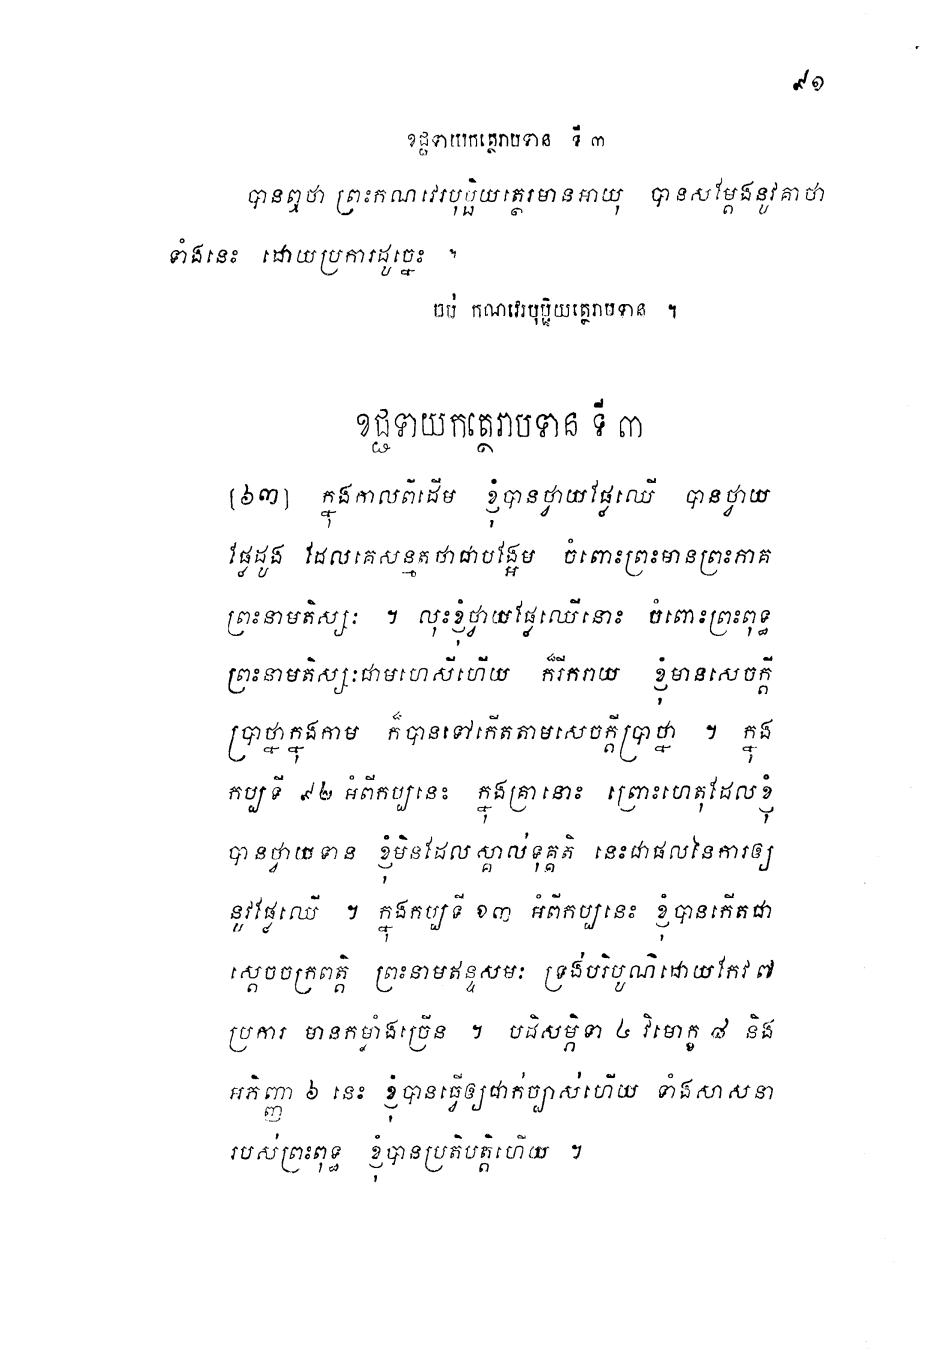 ៩១
ខជ្ជទាយកត្ថេរាបទាន ទី ៣
បានឮថា ព្រះកណវេរបុប្ផិយត្ថេរមានអាយុ បានសម្ដែងនូវគាថា
ទាំងនេះ ដោយប្រការដូច្នេះ ។
ចប់ កណវេរបុប្ផិយត្ថេរាបទាន ។
ខជ្ជទាយកត្ថេរាបទាន ទី ៣
[៦៣] ក្នុងកាលពីដើម ខ្ញុំបានថ្វាយផ្លែឈើ បានថ្វាយ
ផ្លែដូង ដែលគេសន្មតថាជាបង្អែម ចំពោះព្រះមានព្រះភាគ
ព្រះនាមតិស្សៈ ។ លុះខ្ញុំថ្វាយផ្លែឈើនោះ ចំពោះព្រះពុទ្ធ
ព្រះនាមតិស្សៈជាមហេសីហើយ ក៏រីករាយ ខ្ញុំមានសេចក្ដី
ប្រាថ្នាក្នុងកាម ក៏បានទៅកើតតាមសេចក្ដីប្រាថ្នា ។ ក្នុង
កប្បទី ៩២ អំពីកប្បនេះ ក្នុងគ្រានោះ ព្រោះហេតុដែលខ្ញុំ
បានថ្វាយទាន ខ្ញុំមិនដែលស្គាល់ទុគ្គតិ នេះជាផលនៃការឲ្យ
នូវផ្លែឈើ ។ ក្នុងកប្បទី ១៣ អំពីកប្បនេះ ខ្ញុំបានកើតជា
ស្ដេចចក្រពត្តិ ព្រះនាមឥន្ទសមៈ ទ្រង់បរិបូណ៌ដោយកែវ ៧
ប្រការ មានកម្លាំងច្រើន ។ បដិសម្ភិទា ៤ វិមោក្ខ ៨ និង
អភិញ្ញា ៦ នេះ ខ្ញុំបានធ្វើឲ្យជាក់ច្បាស់ហើយ ទាំងសាសនា
របស់ព្រះពុទ្ធ ខ្ញុំបានប្រតិបត្តិហើយ ។